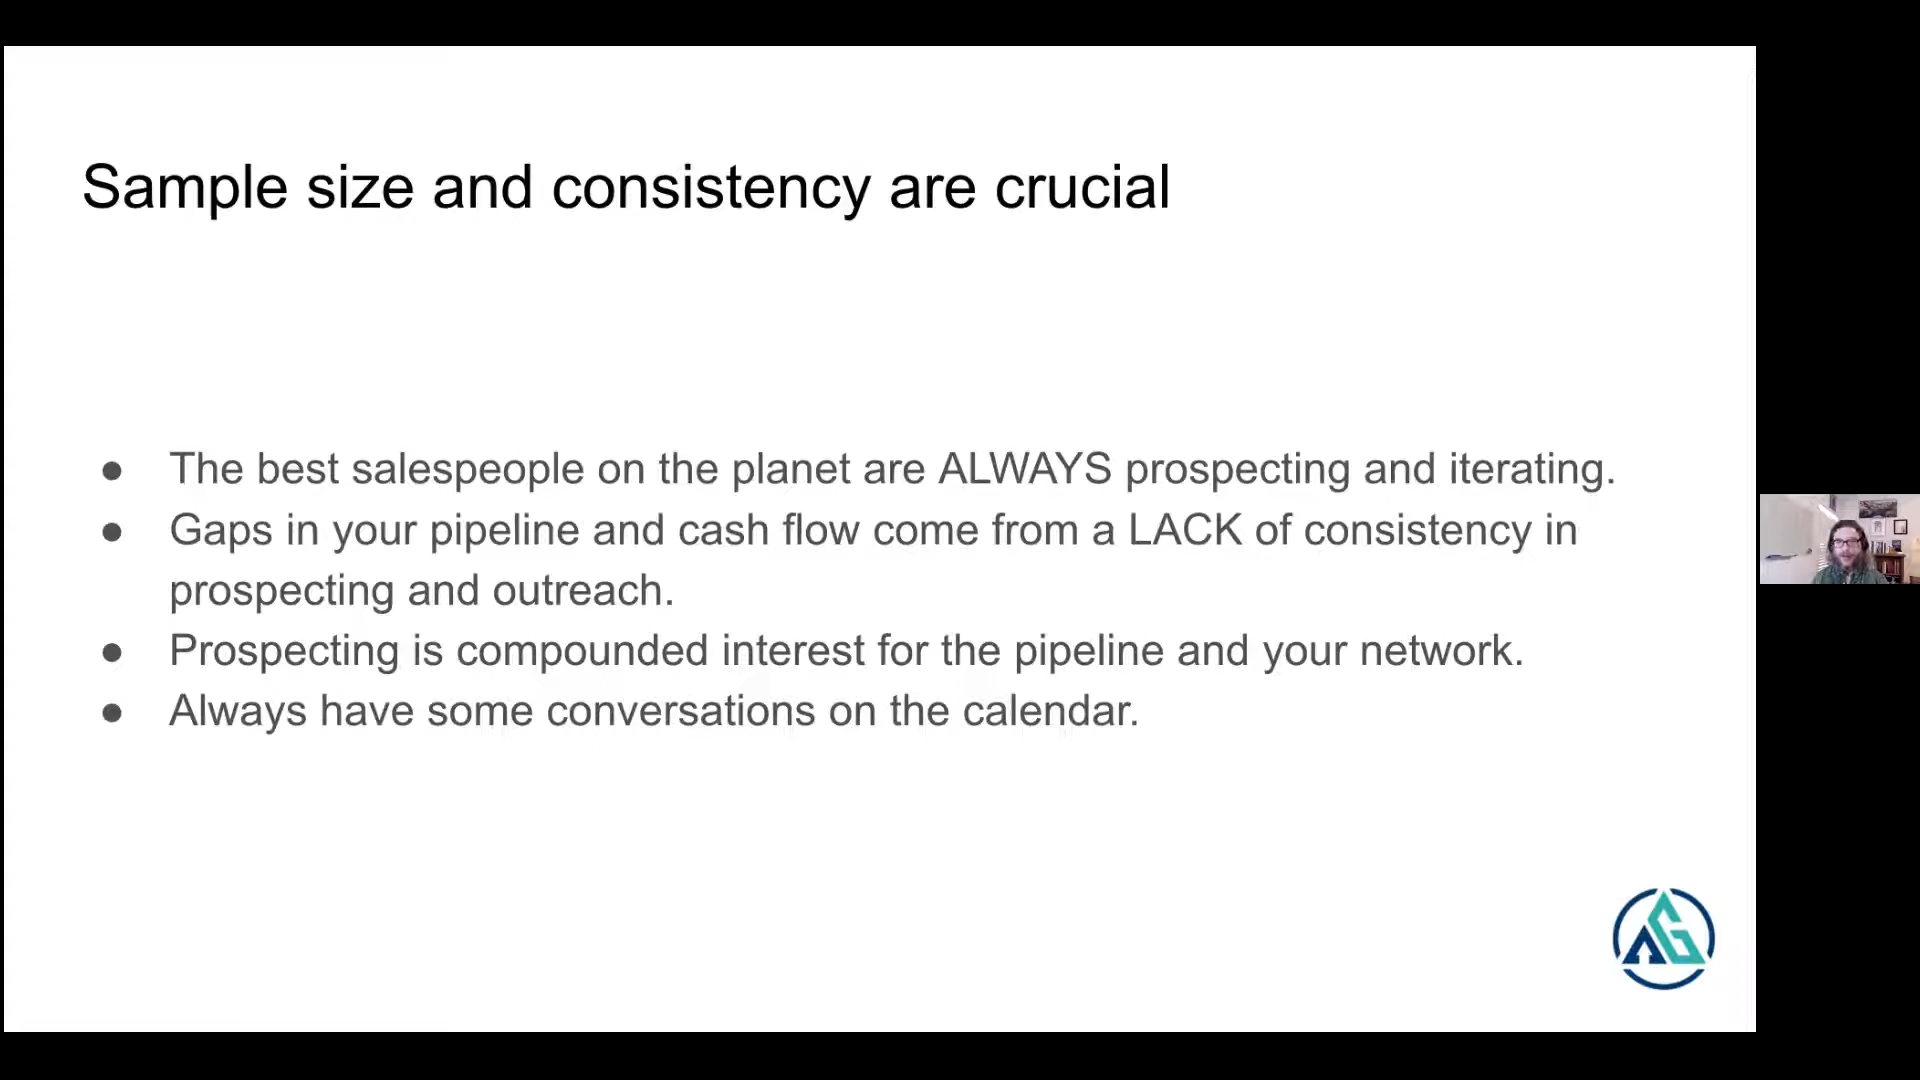 Sample size and consistency are crucial
● The best salespeople on the planet are ALWAYS prospecting and iterating.
● Gaps in your pipeline and cash flow come from a LACK of consistency in
prospecting and outreach.
● Prospecting is compounded interest for the pipeline and your network.
● Always have some conversations on the calendar.
AG